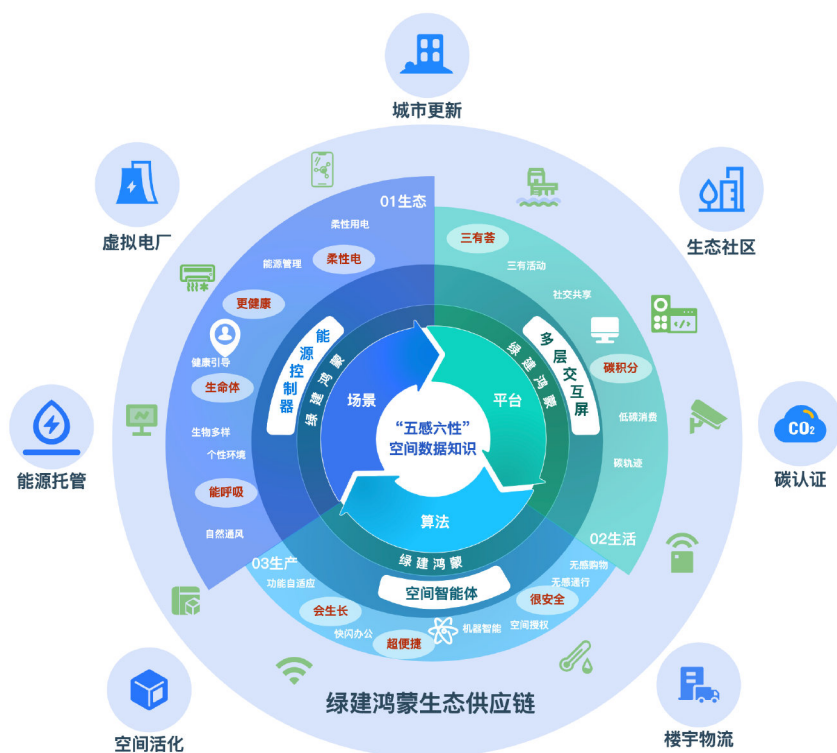 城市更新
虚拟电厂
生态社区
能源托管
CO₂
碳认证
空间活化
楼宇物流
01生态
柔性用电
柔性电
能源管理
更健康
健康引导
生命体
生物多样
个性环境
能呼吸
自然通风
三有荟
三有活动
社交共享
碳积分
低碳消费
碳轨迹
02生活
03生产
功能自适应
会生长
快闪办公
超便捷
机器智能
空间授权
很安全
无感通行
无感购物
能源控制器
绿建鸿蒙
多层交互屏
绿建鸿蒙
绿建鸿蒙
空间智能体
场景
平台
算法
“五感六性”
空间数据知识
绿建鸿蒙生态供应链